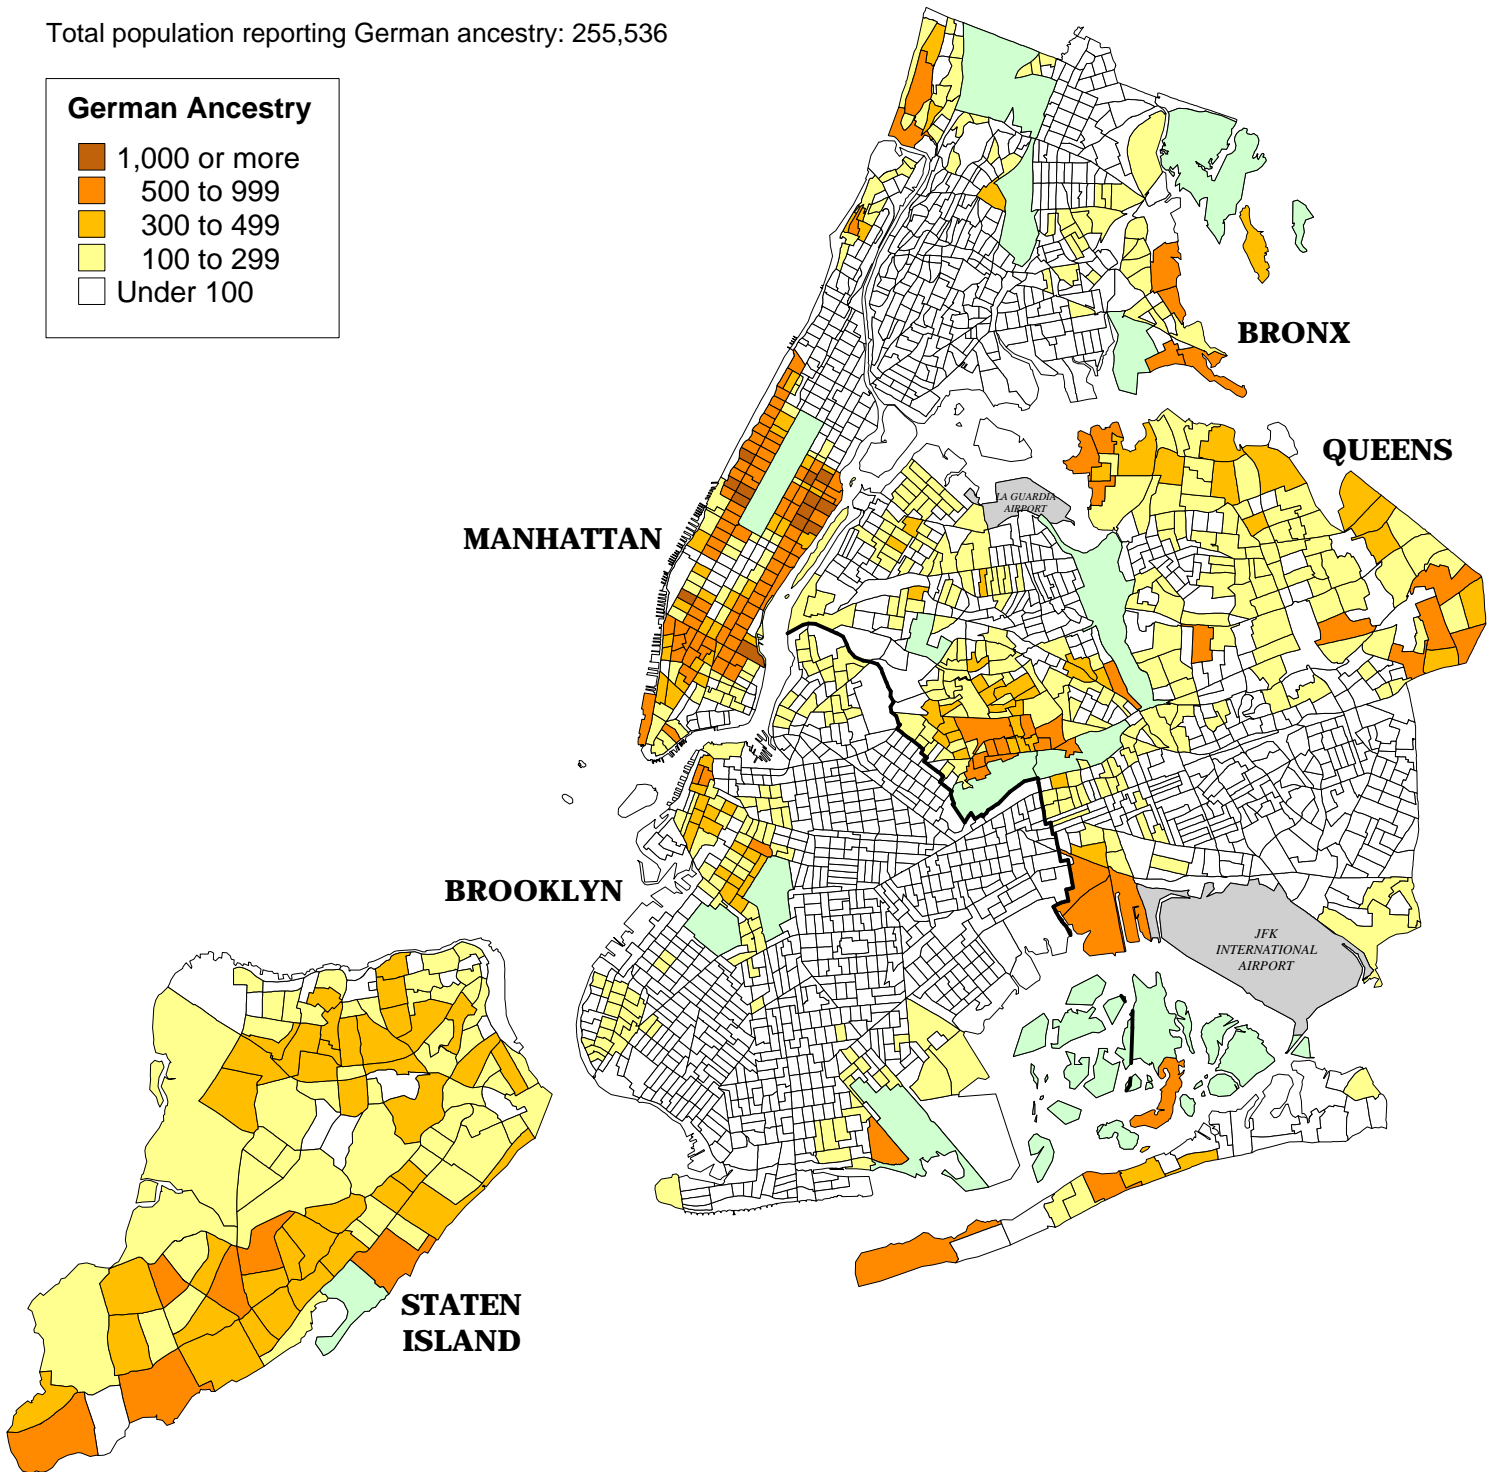 Total population reporting German ancestry: 255,536
German Ancestry
1,000 or more
500 to 999
300 to 499
100 to 299
Under 100
BRONX
QUEENS
LA GUARDIA
AIRPORT
MANHATTAN
BROOKLYN
JFK
INTERNATIONAL
AIRPORT
STATEN
ISLAND